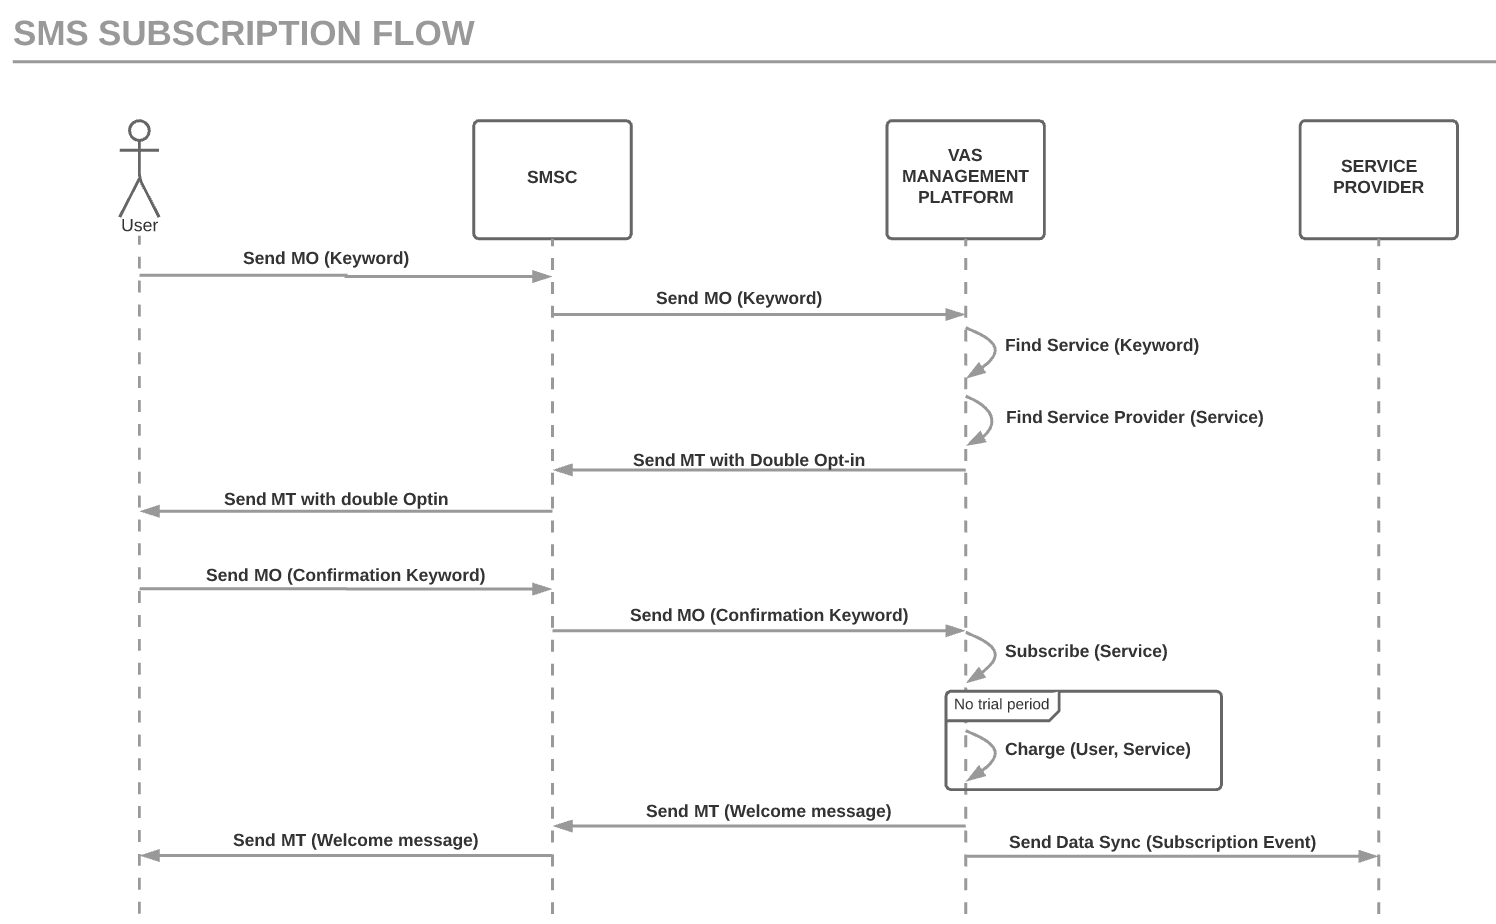 SMS SUBSCRIPTION FLOW
User
SMSC
VAS
MANAGEMENT
PLATFORM
SERVICE
PROVIDER
Send MO (Keyword)
Send MO (Keyword)
Find Service (Keyword)
Find Service Provider (Service)
Send MT with Double Opt-in
Send MT with double Optin
Send MO (Confirmation Keyword)
Send MO (Confirmation Keyword)
Subscribe (Service)
No trial period
Charge (User, Service)
Send MT (Welcome message)
Send MT (Welcome message)
Send Data Sync (Subscription Event)